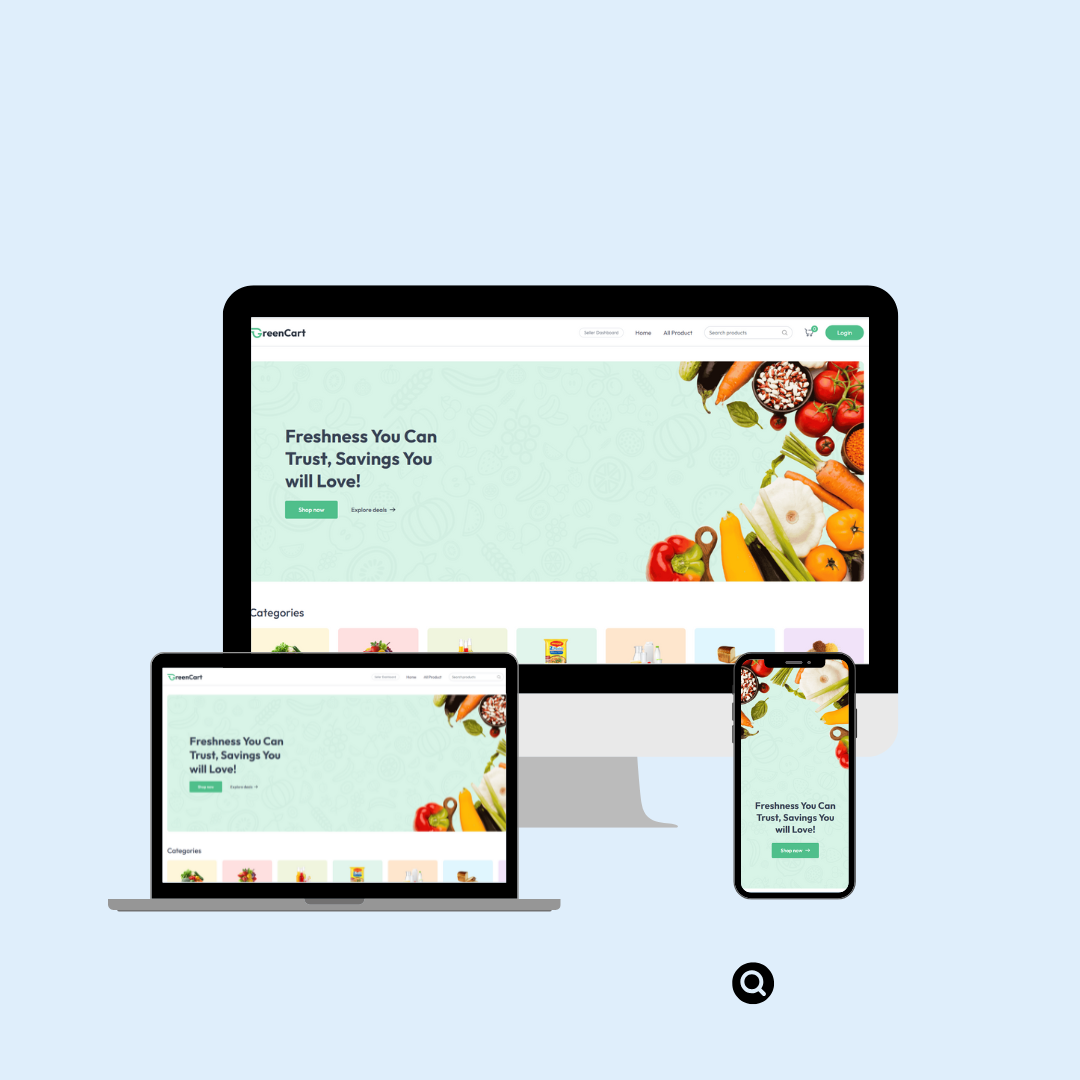 GreenCart
Seller Dashboard
Home
All Product
Search products
0
Login
Freshness You Can
Trust, Savings You
will Love!
Shop now
Explore deals →
Categories
GreenCart
Seller Dashboard
Home
All Product
Search products
Freshness You Can
Trust, Savings You
will Love!
Shop now
Explore deals →
Categories
Freshness You Can
Trust, Savings You
will Love!
Shop now →